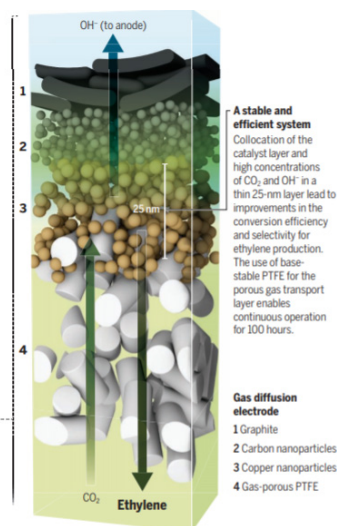 OH⁻ (to anode)
1
2
3
25 nm
4
CO₂
Ethylene
A stable and
efficient system
Collocation of the
catalyst layer and
high concentrations
of CO₂ and OH⁻ in a
thin 25-nm layer lead to
improvements in the
conversion efficiency
and selectivity for
ethylene production.
The use of base-
stable PTFE for the
porous gas transport
layer enables
continuous operation
for 100 hours.
Gas diffusion
electrode
1 Graphite
2 Carbon nanoparticles
3 Copper nanoparticles
4 Gas-porous PTFE